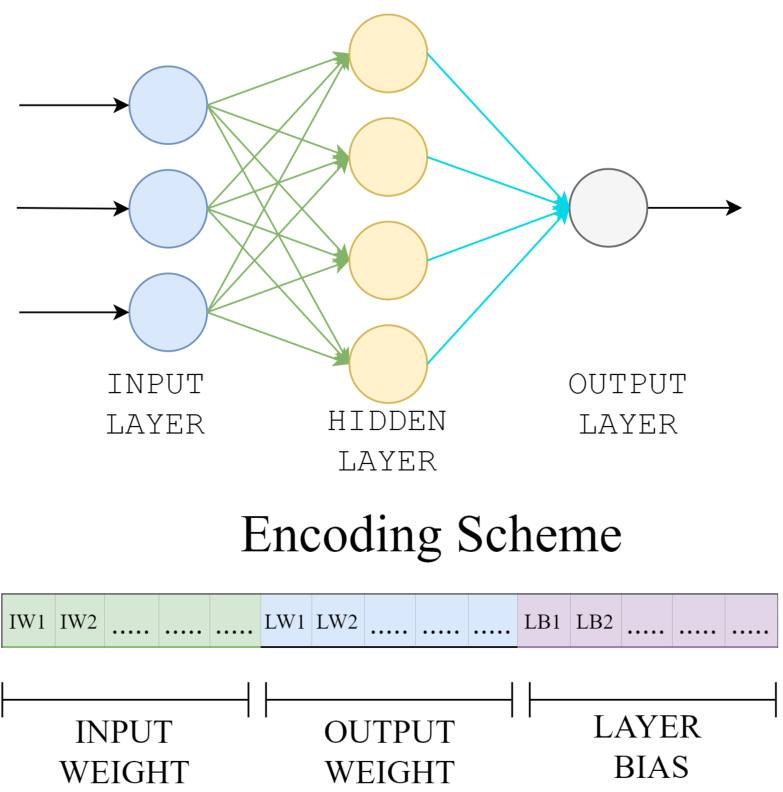 INPUT
LAYER
HIDDEN
LAYER
OUTPUT
LAYER
Encoding Scheme
IW1 IW2 ..... ..... ..... LW1 LW2 ..... ..... ..... LB1 LB2 ..... ..... .....
INPUT
WEIGHT
OUTPUT
WEIGHT
LAYER
BIAS